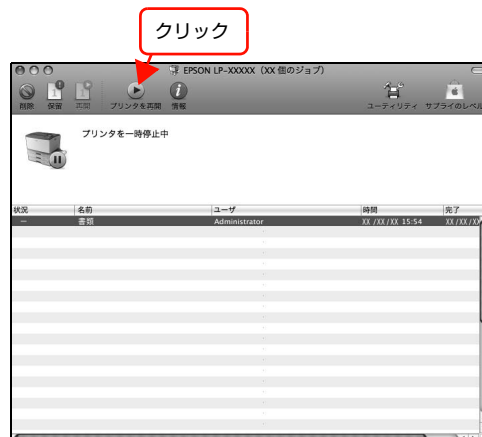 クリック
EPSON LP-XXXXX（XX 個のジョブ）
削除 保留 再開 プリンタを再開 情報 ユーティリティ サプライのレベル
プリンタを一時停止中
状況 名前 ユーザ 時間 完了
— 書類 Administrator XX /XX/XX 15:54 XX /XX/XX